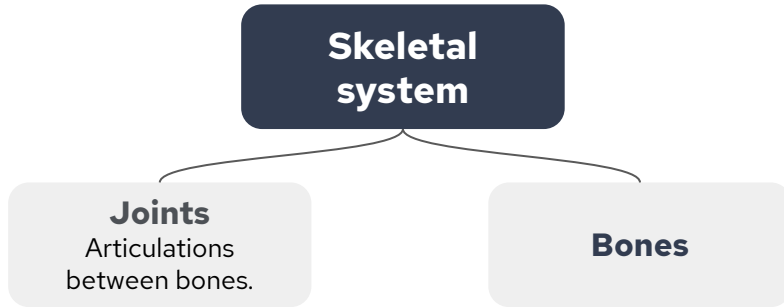 Skeletal
system
Joints
Articulations
between bones.
Bones